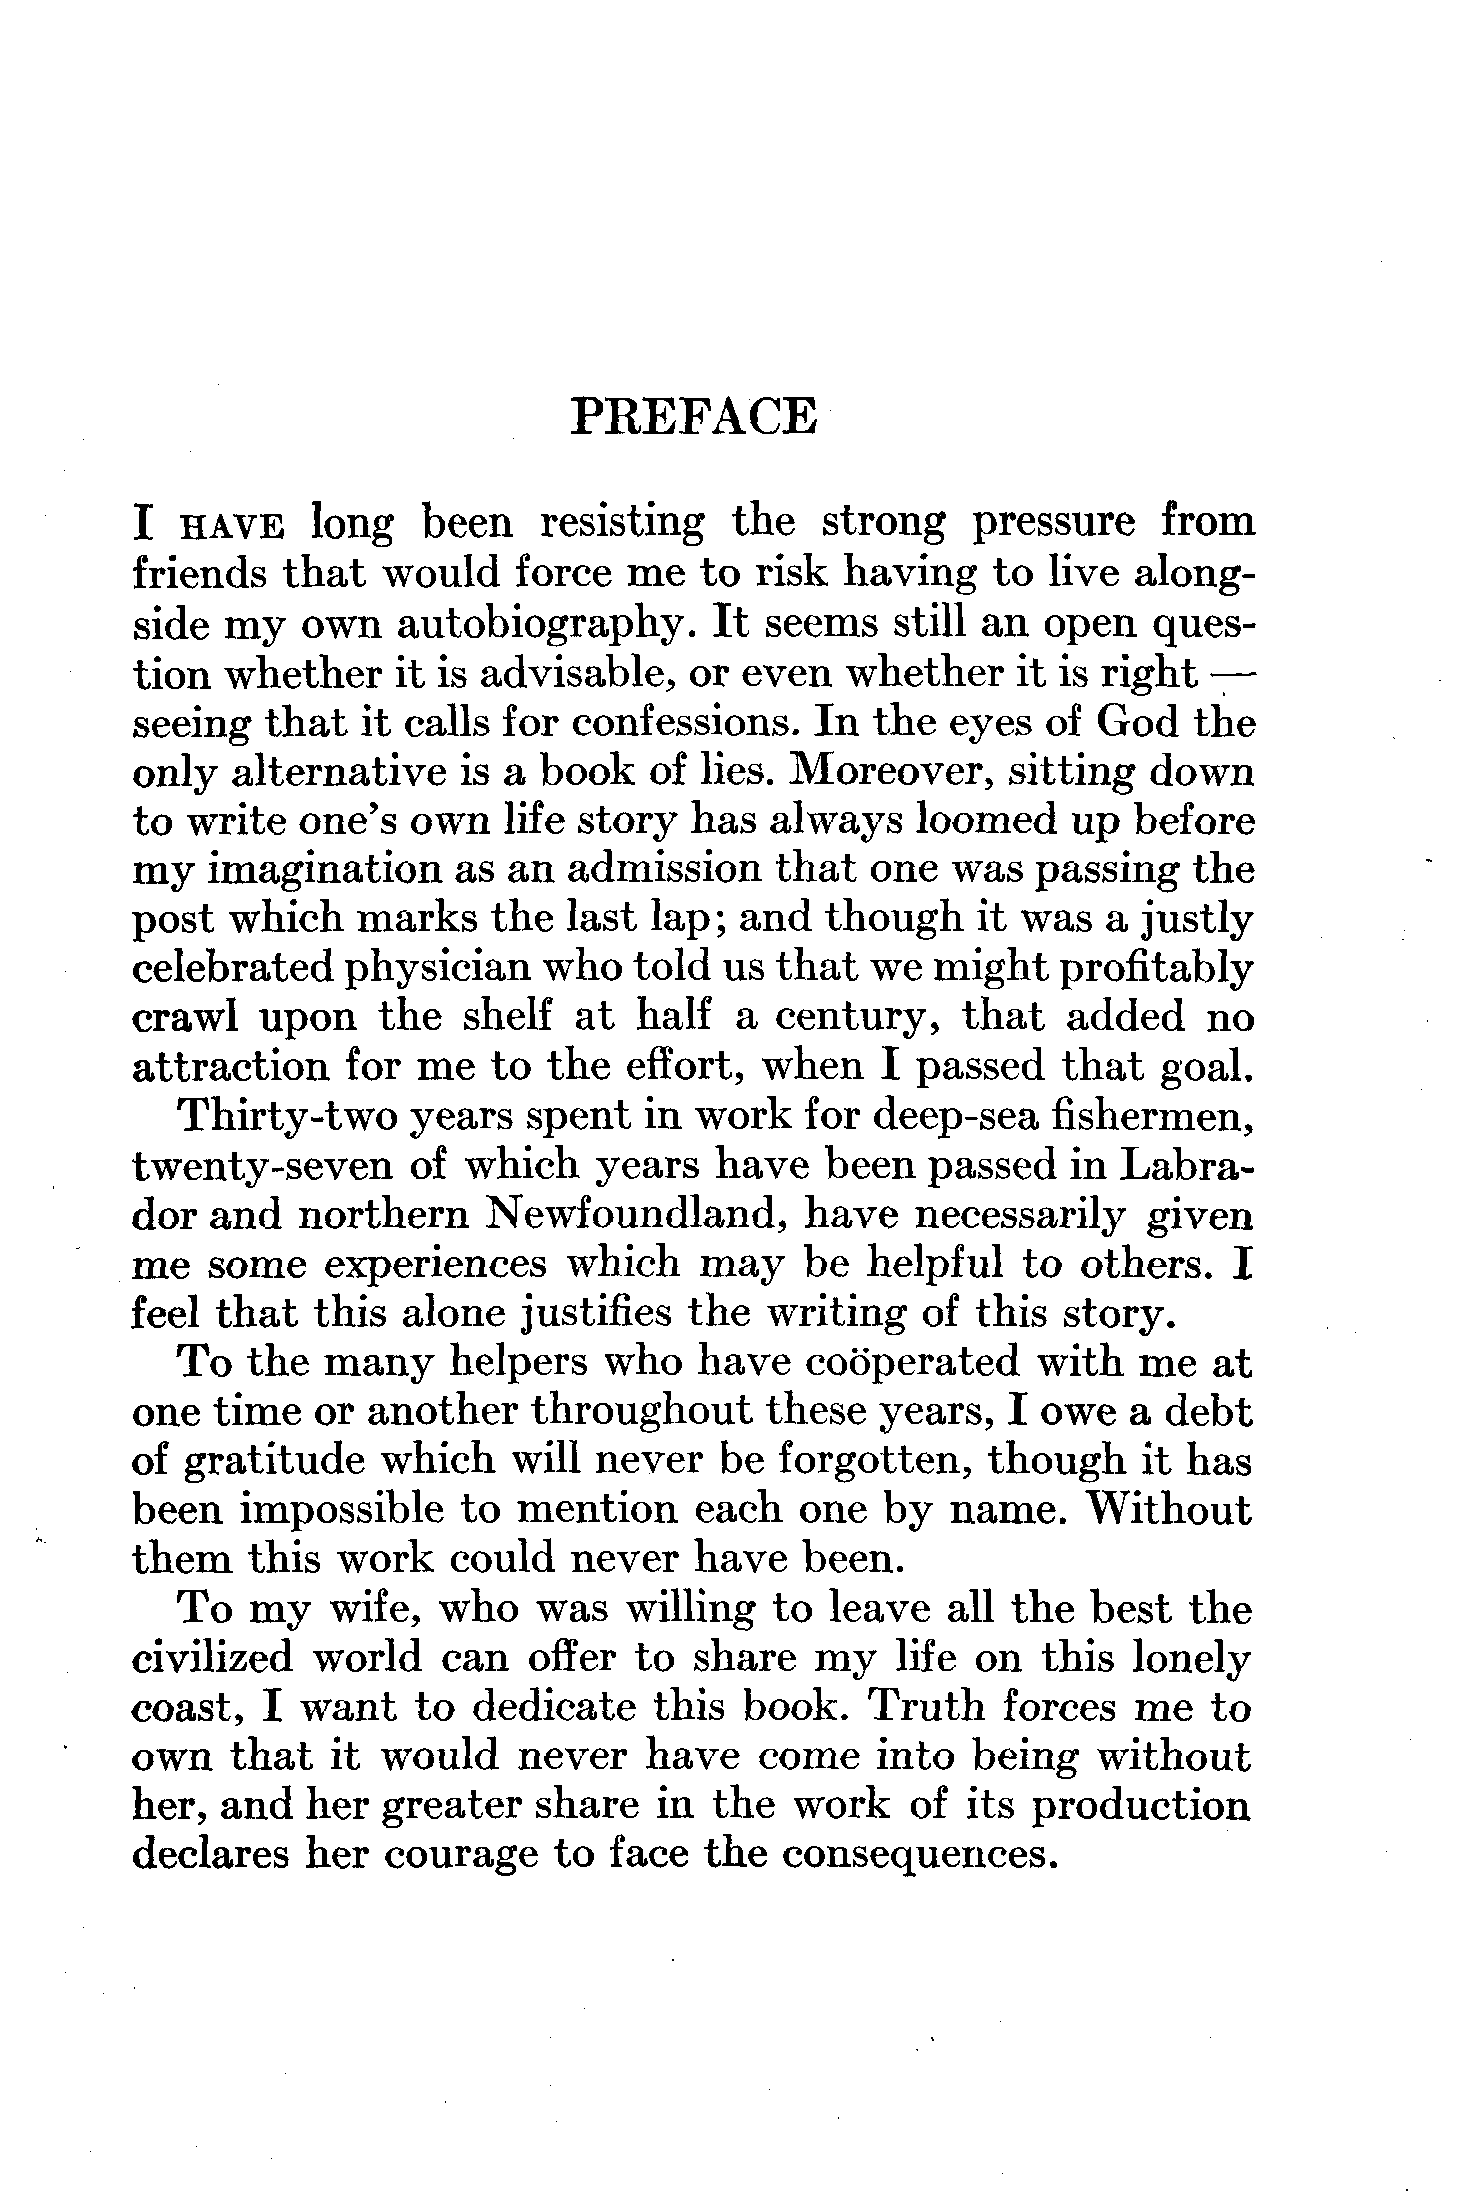 PREFACE
I HAVE long been resisting the strong pressure from
friends that would force me to risk having to live along-
side my own autobiography. It seems still an open ques-
tion whether it is advisable, or even whether it is right —
seeing that it calls for confessions. In the eyes of God the
only alternative is a book of lies. Moreover, sitting down
to write one's own life story has always loomed up before
my imagination as an admission that one was passing the
post which marks the last lap; and though it was a justly
celebrated physician who told us that we might profitably
crawl upon the shelf at half a century, that added no
attraction for me to the effort, when I passed that goal.
Thirty-two years spent in work for deep-sea fishermen,
twenty-seven of which years have been passed in Labra-
dor and northern Newfoundland, have necessarily given
me some experiences which may be helpful to others. I
feel that this alone justifies the writing of this story.
To the many helpers who have coöperated with me at
one time or another throughout these years, I owe a debt
of gratitude which will never be forgotten, though it has
been impossible to mention each one by name. Without
them this work could never have been.
To my wife, who was willing to leave all the best the
civilized world can offer to share my life on this lonely
coast, I want to dedicate this book. Truth forces me to
own that it would never have come into being without
her, and her greater share in the work of its production
declares her courage to face the consequences.